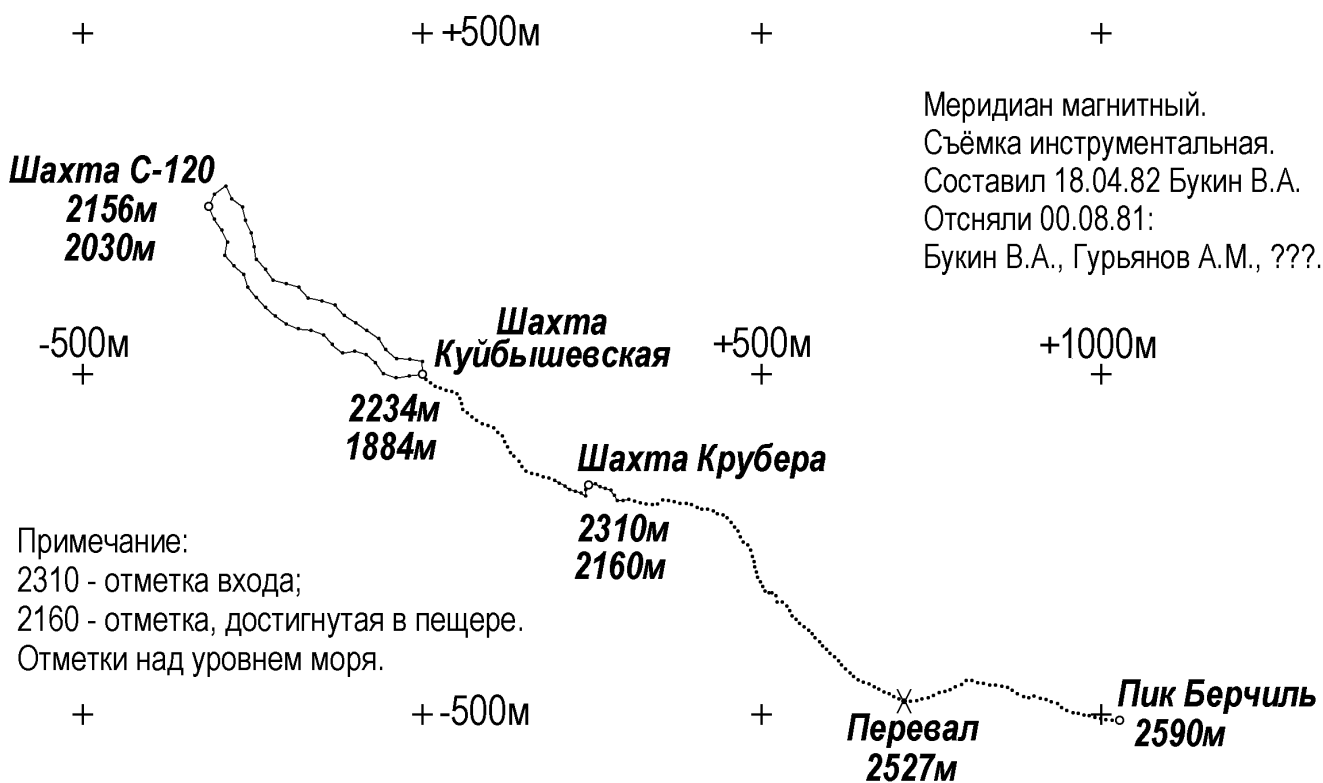 +500м
Меридиан магнитный.
Съёмка инструментальная.
Составил 18.04.82 Букин В.А.
Отсняли 00.08.81:
Букин В.А., Гурьянов А.М., ???.
Шахта С-120
2156м
2030м
-500м
Шахта
Куйбышевская
+500м
+1000м
2234м
1884м
Шахта Крубера
2310м
2160м
Примечание:
2310 - отметка входа;
2160 - отметка, достигнутая в пещере.
Отметки над уровнем моря.
-500м
Перевал
2527м
Пик Берчиль
2590м